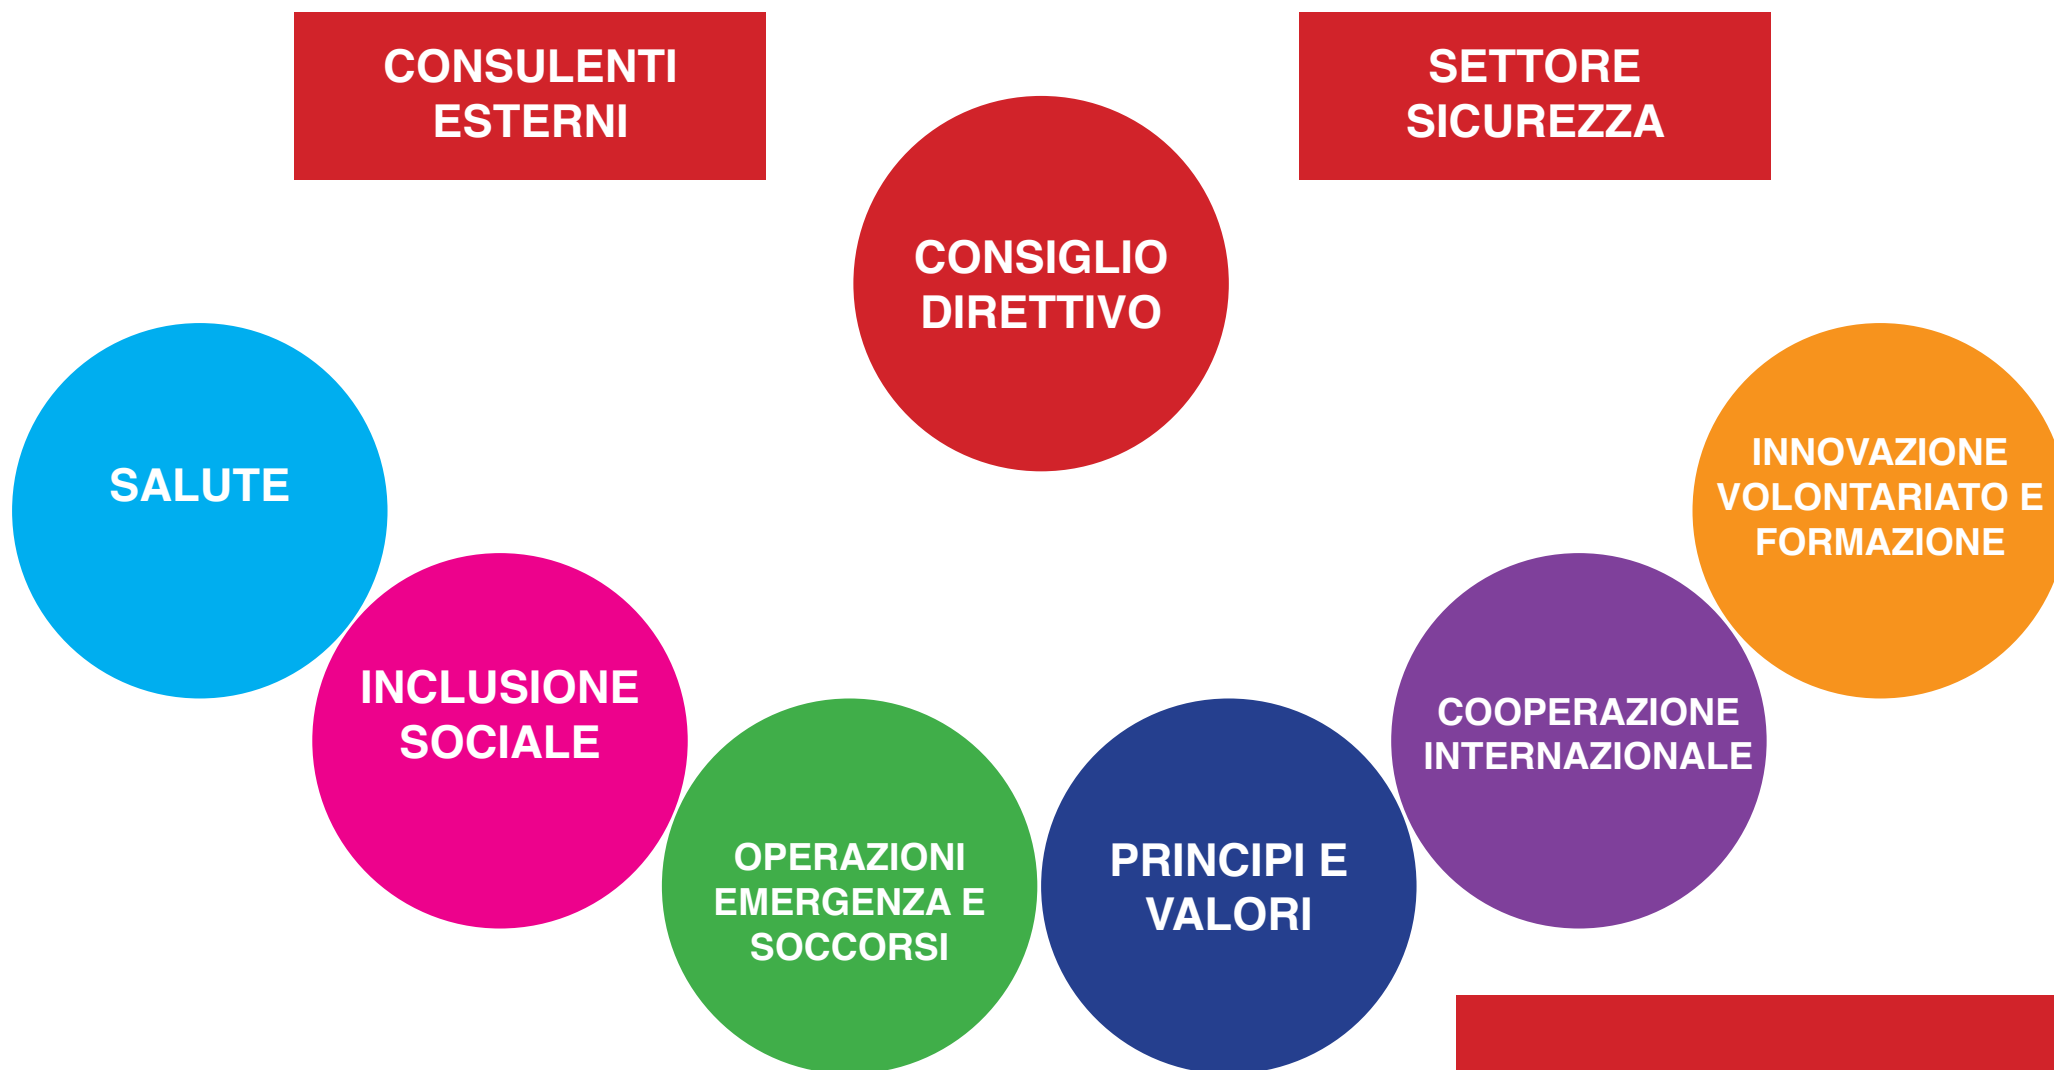 CONSULENTI
ESTERNI
SETTORE
SICUREZZA
CONSIGLIO
DIRETTIVO
SALUTE
INNOVAZIONE
VOLONTARIATO E
FORMAZIONE
INCLUSIONE
SOCIALE
COOPERAZIONE
INTERNAZIONALE
OPERAZIONI
EMERGENZA E
SOCCORSI
PRINCIPI E
VALORI